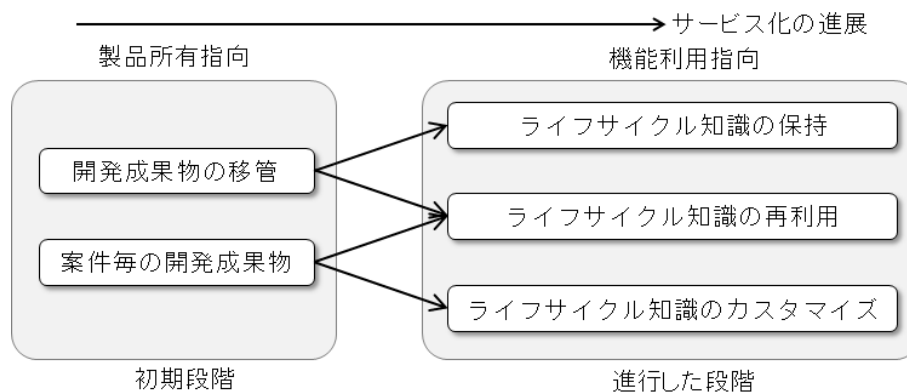 サービス化の進展
製品所有指向
機能利用指向
ライフサイクル知識の保持
開発成果物の移管
ライフサイクル知識の再利用
案件毎の開発成果物
ライフサイクル知識のカスタマイズ
初期段階
進行した段階